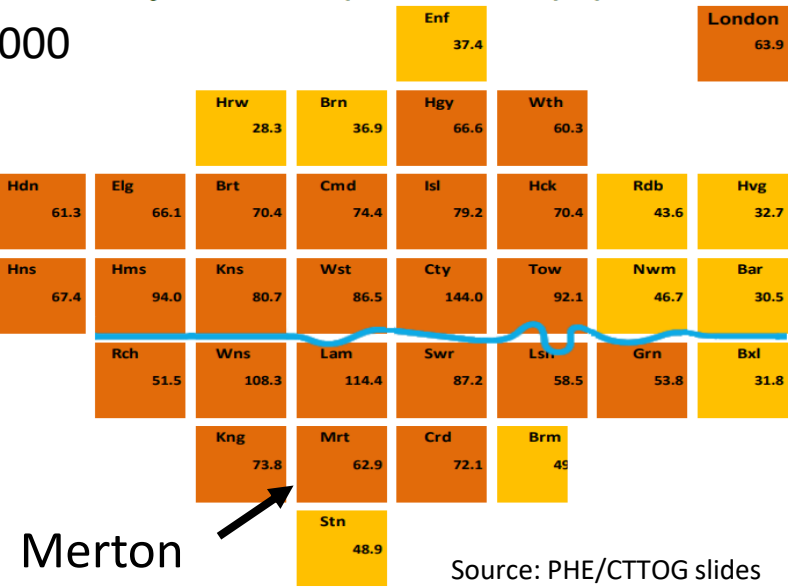 Enf London
37.4 63.9
000
Hrw Brn Hgy Wth
28.3 36.9 66.6 60.3
Hdn Elg Brt Cmd Isl Hck Rdb Hvg
61.3 66.1 70.4 74.4 79.2 70.4 43.6 32.7
Hns Hms Kns Wst Cty Tow Nwm Bar
67.4 94.0 80.7 86.5 144.0 92.1 46.7 30.5
Rch Wns Lam Swr Lsh Grn Bxl
51.5 108.3 114.4 87.2 58.5 53.8 31.8
Kng Mrt Crd Brm
73.8 62.9 72.1 49
Stn
48.9
Merton
Source: PHE/CTTOG slides